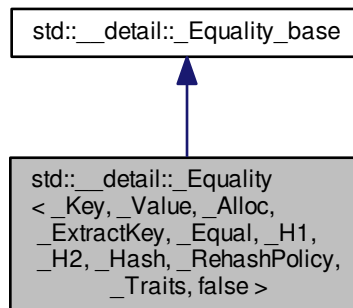 std::__detail::_Equality_base
std::__detail::_Equality
< _Key, _Value, _Alloc,
_ExtractKey, _Equal, _H1,
_H2, _Hash, _RehashPolicy,
_Traits, false >